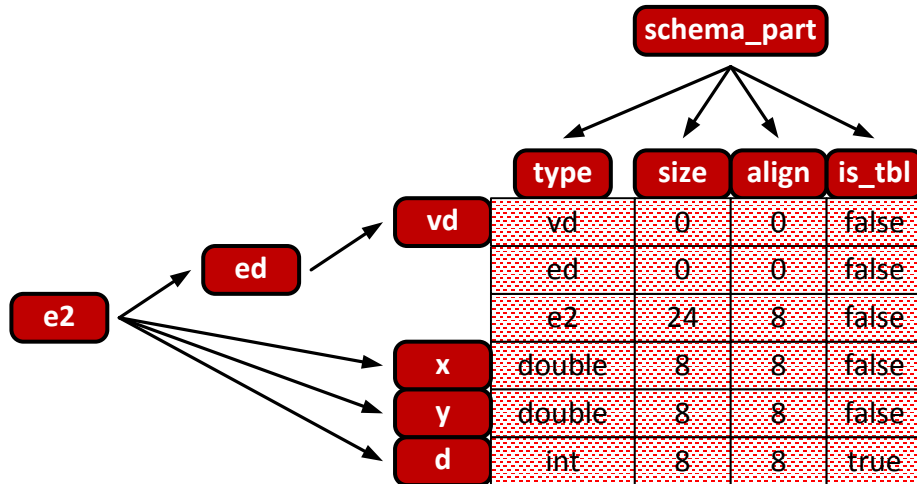 schema_part
type size align is_tbl
vd vd 0 0 false
ed ed 0 0 false
e2 e2 24 8 false
x double 8 8 false
y double 8 8 false
d int 8 8 true